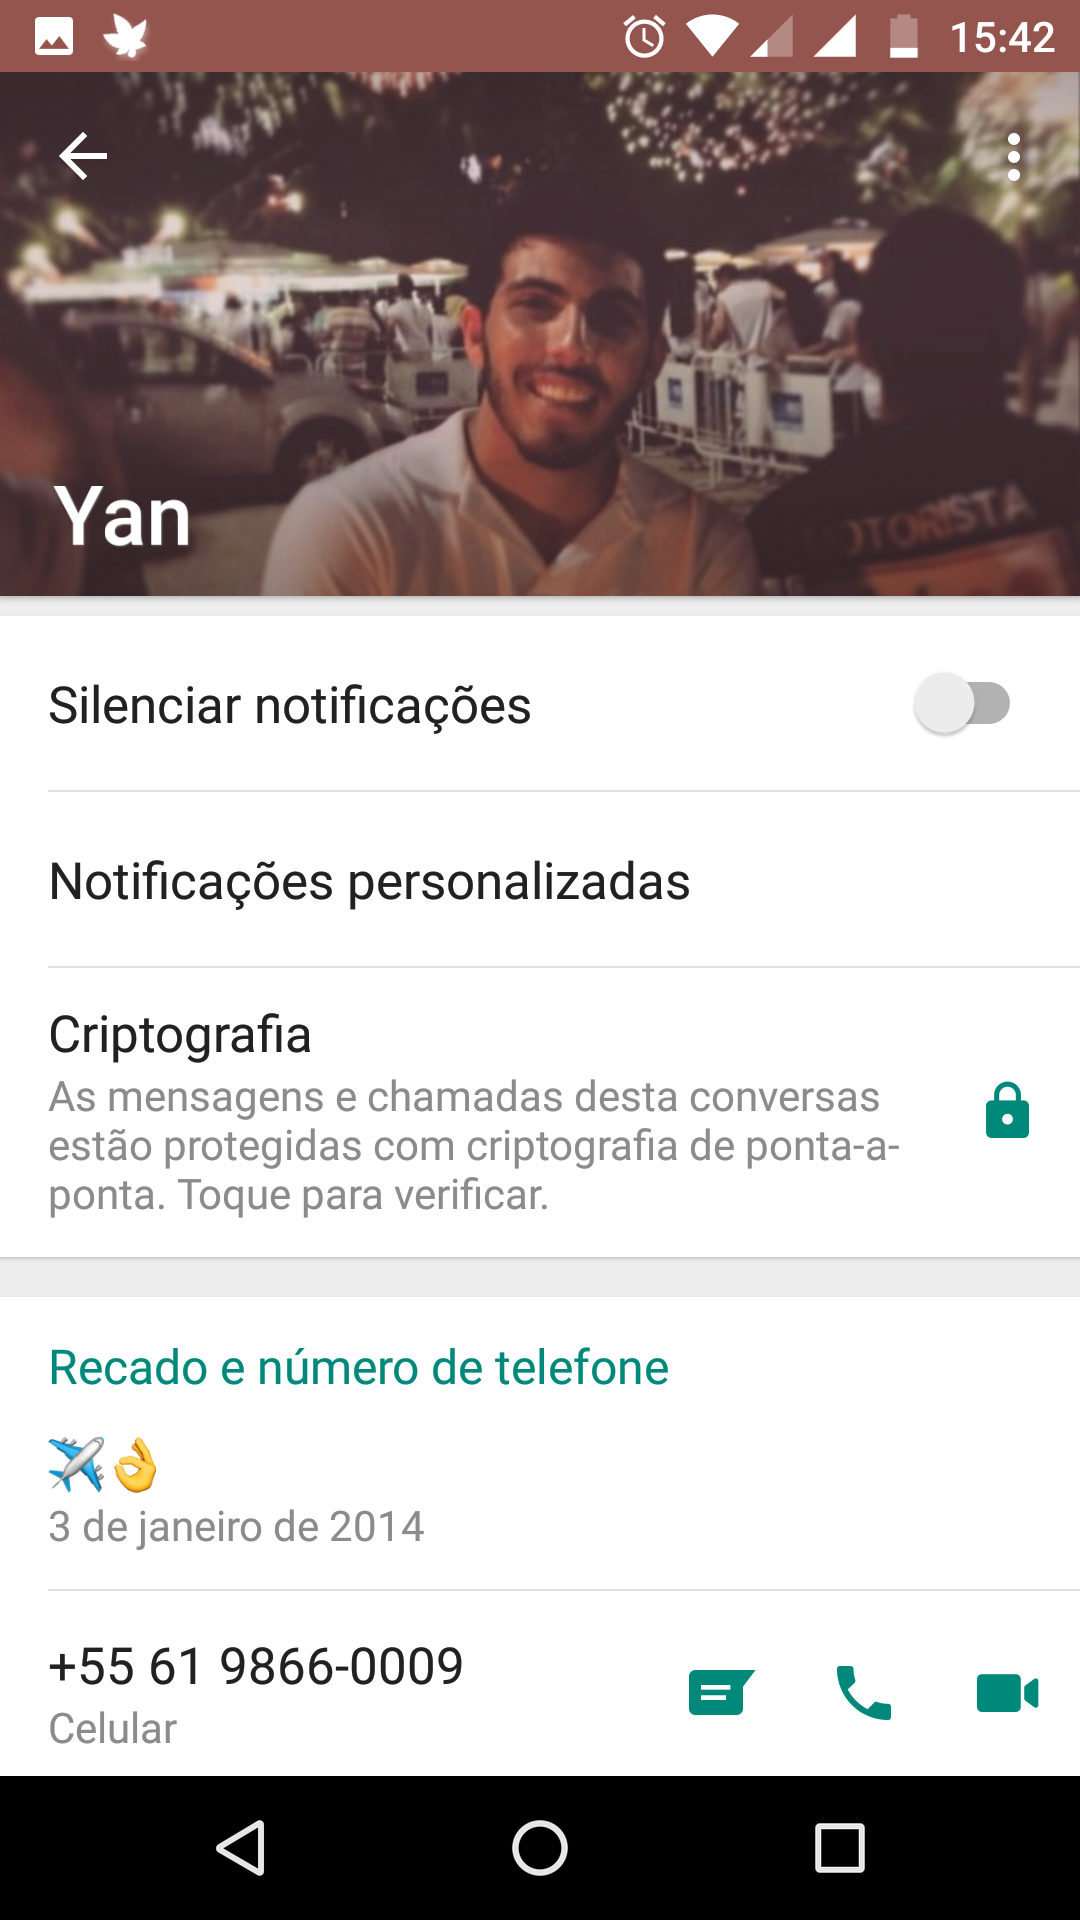 15:42
Yan
OTORISTA
Silenciar notificações
Notificações personalizadas
Criptografia
As mensagens e chamadas desta conversas
estão protegidas com criptografia de ponta-a-
ponta. Toque para verificar.
Recado e número de telefone
✈️👌
3 de janeiro de 2014
+55 61 9866-0009
Celular